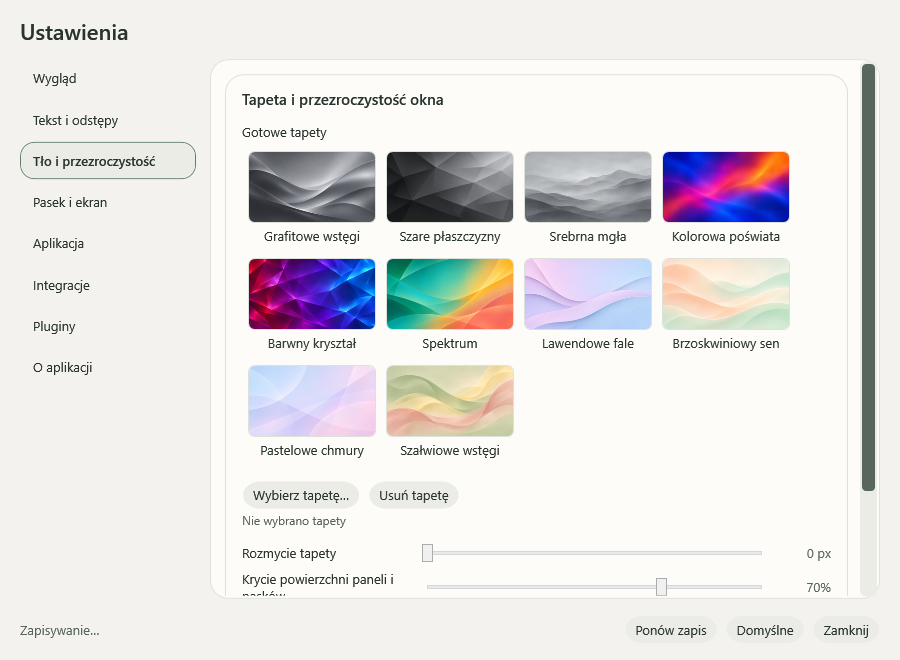 Ustawienia
Wygląd
Tekst i odstępy
Tło i przezroczystość
Pasek i ekran
Aplikacja
Integracje
Pluginy
O aplikacji
Tapeta i przezroczystość okna
Gotowe tapety
Grafitowe wstęgi
Szare płaszczyzny
Srebrna mgła
Kolorowa poświata
Barwny kryształ
Spektrum
Lawendowe fale
Brzoskwiniowy sen
Pastelowe chmury
Szałwiowe wstęgi
Wybierz tapetę...
Usuń tapetę
Nie wybrano tapety
Rozmycie tapety
0 px
Krycie powierzchni paneli i
pasków
70%
Zapisywanie...
Ponów zapis
Domyślne
Zamknij